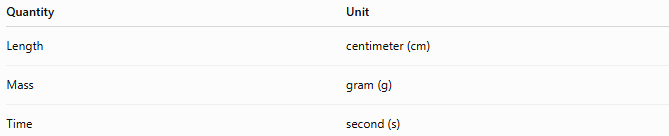 Quantity Unit
Length centimeter (cm)
Mass gram (g)
Time second (s)